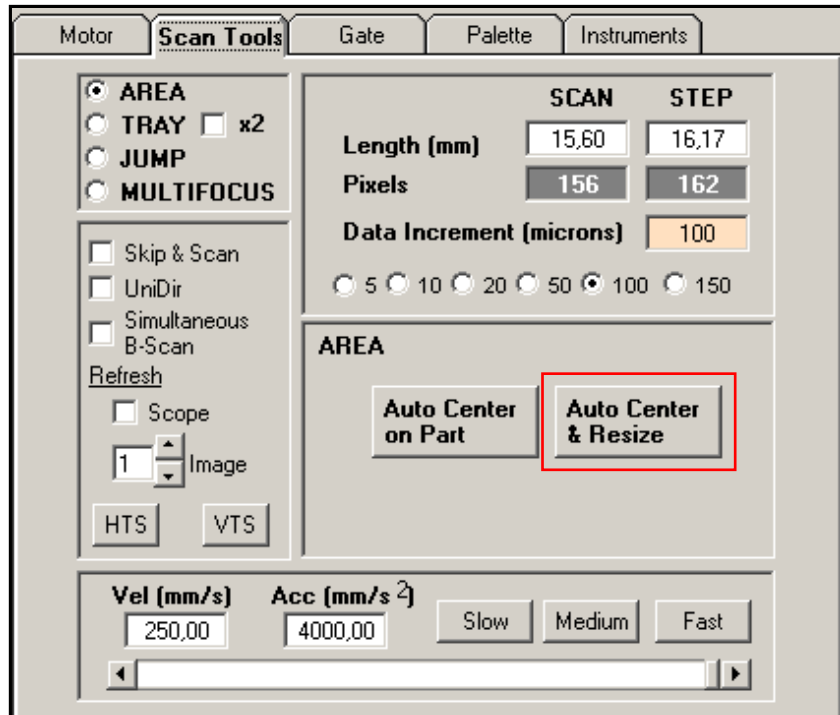 Motor Scan Tools Gate Palette Instruments
AREA
TRAY x2
JUMP
MULTIFOCUS
SCAN STEP
Length (mm) 15,60 16,17
Pixels 156 162
Data Increment (microns) 100
5 10 20 50 100 150
Skip & Scan
UniDir
Simultaneous
B-Scan
Refresh
Scope
1 Image
HTS VTS
AREA
Auto Center
on Part
Auto Center
& Resize
Vel (mm/s) Acc (mm/s 2)
250,00 4000,00 Slow Medium Fast